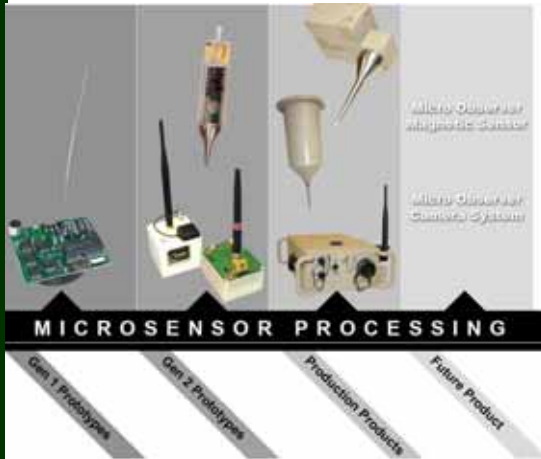 Micro Observer
Magnetic Sensor
Micro Observer
Camera System
MICROSENSOR PROCESSING
Gen 1 Prototypes
Gen 2 Prototypes
Production Products
Future Product